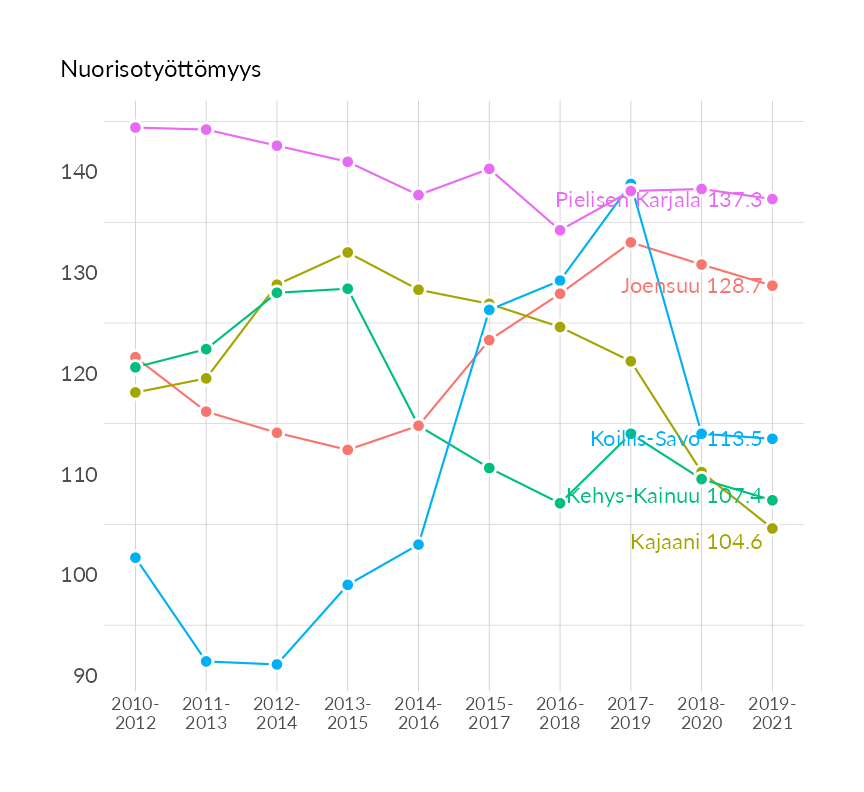 Nuorisotyöttömyys
140
130
120
110
100
90
Pielisen Karjala 137.3
Joensuu 128.7
Koillis-Savo 113.5
Kehys-Kainuu 107.4
Kajaani 104.6
2010- 2011- 2012- 2013- 2014- 2015- 2016- 2017- 2018- 2019-
2012 2013 2014 2015 2016 2017 2018 2019 2020 2021